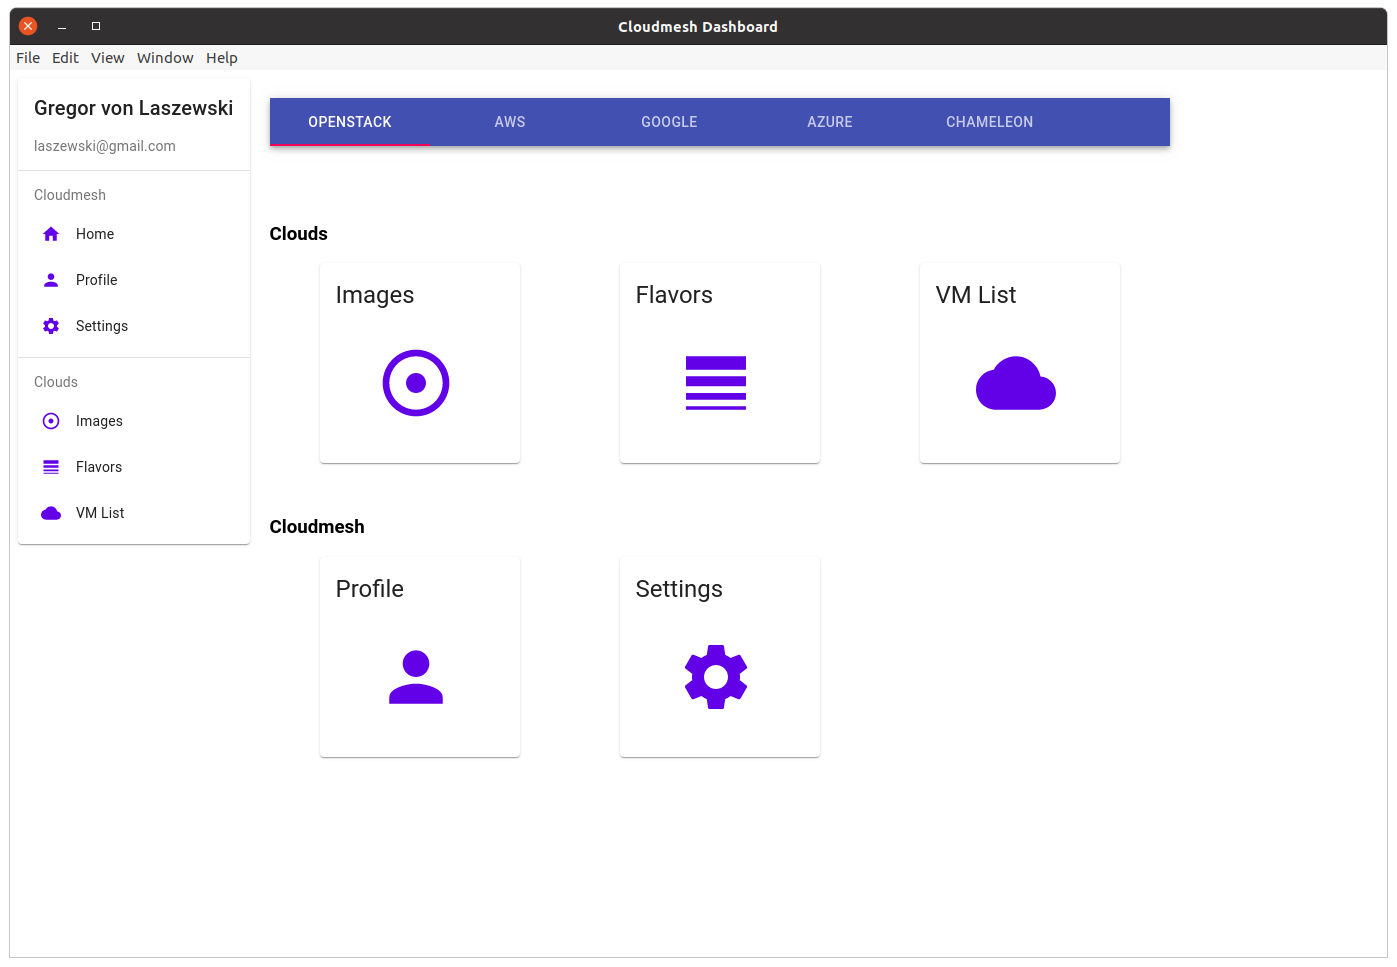 Cloudmesh Dashboard
File Edit View Window Help
Gregor von Laszewski
laszewski@gmail.com
Cloudmesh
Home
Profile
Settings
Clouds
Images
Flavors
VM List
OPENSTACK AWS GOOGLE AZURE CHAMELEON
Clouds
Images Flavors VM List
Cloudmesh
Profile Settings